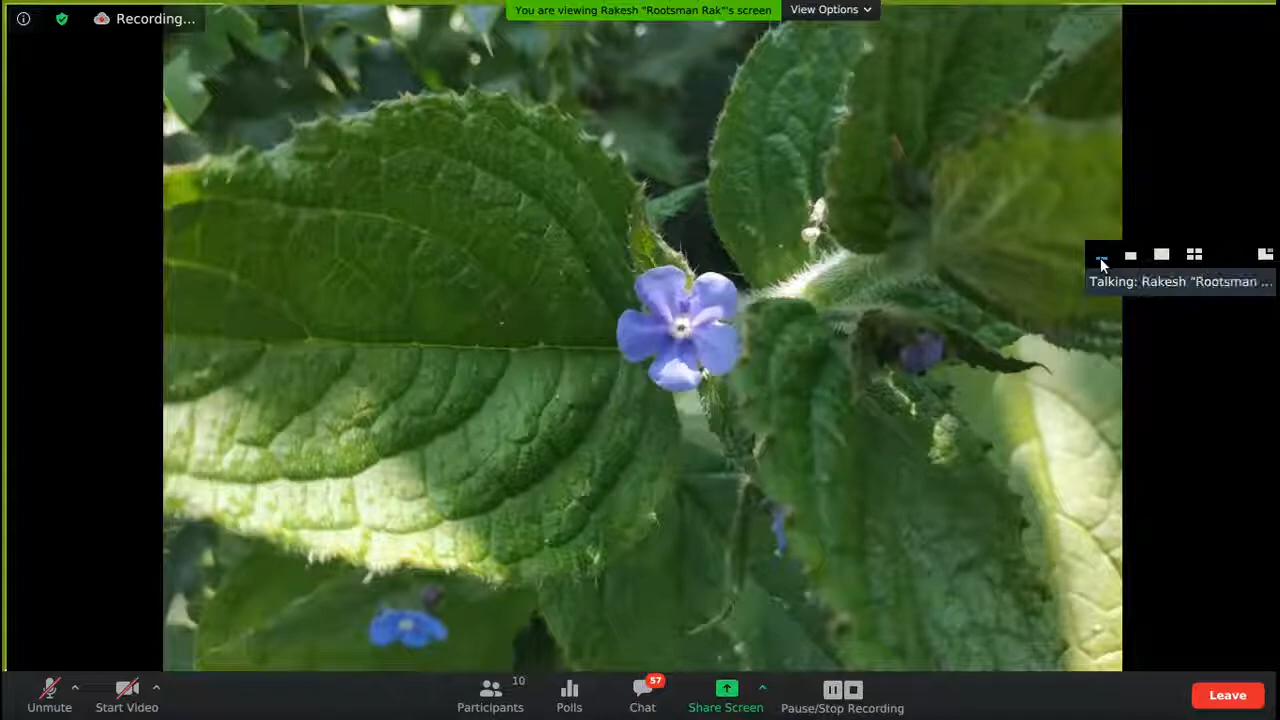 Recording...
You are viewing Rakesh "Rootsman Rak"'s screen
View Options
Talking: Rakesh "Rootsman ...
Unmute
Start Video
Participants
10
Polls
Chat
57
Share Screen
Pause/Stop Recording
Leave